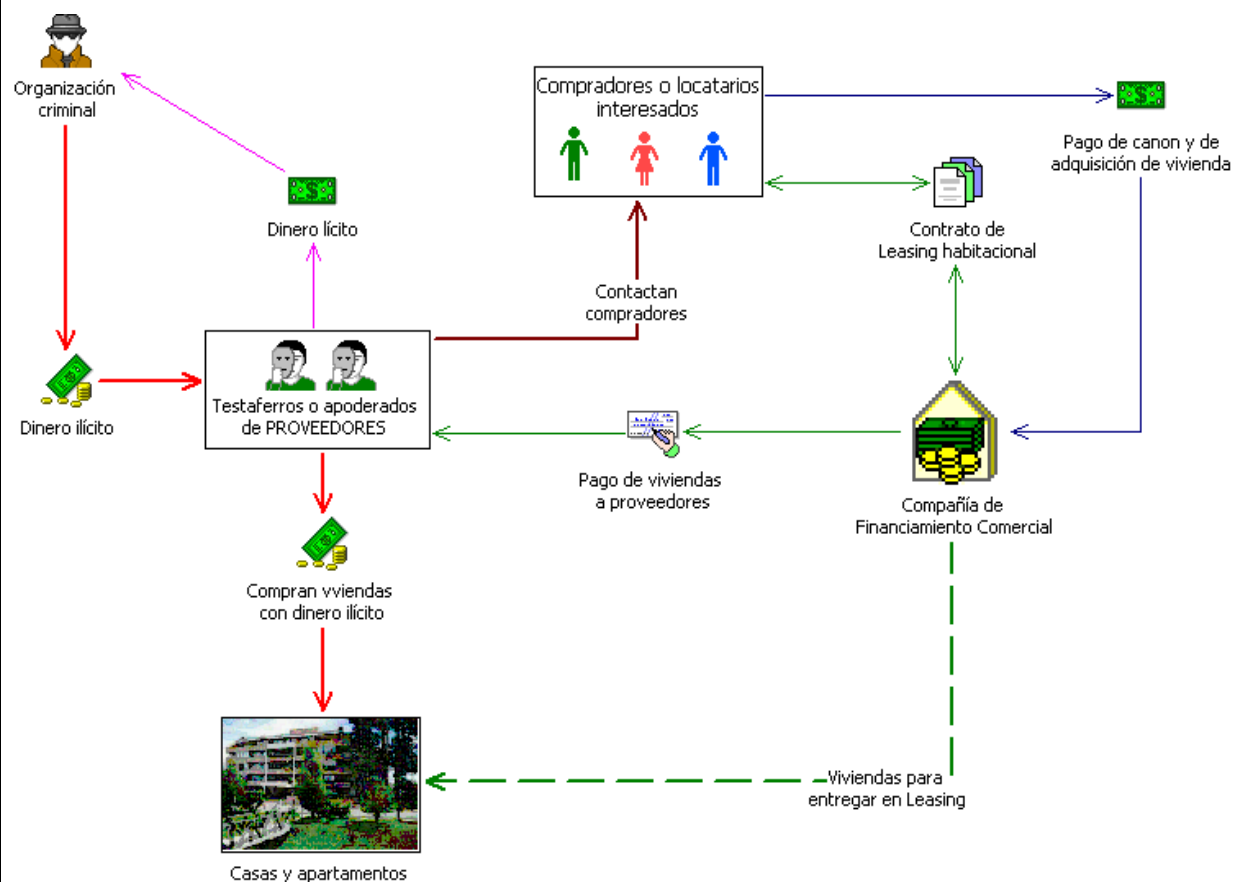 Organización
criminal
Compradores o locatarios
interesados
Pago de canon y de
adquisición de vivienda
Dinero lícito
Contrato de
Leasing habitacional
Contactan
compradores
Dinero ilícito
Testaferros o apoderados
de PROVEEDORES
Pago de viviendas
a proveedores
Compañía de
Financiamiento Comercial
Compran vviendas
con dinero ilícito
Viviendas para
entregar en Leasing
Casas y apartamentos